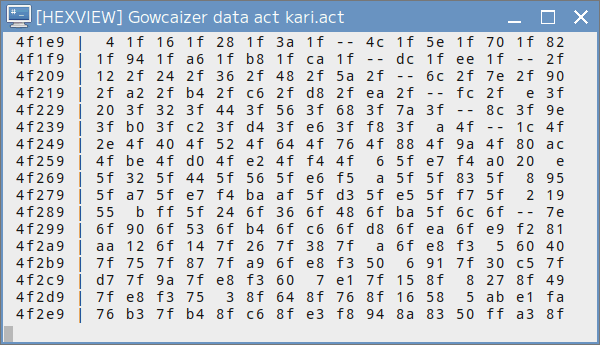 [HEXVIEW] Gowcaizer data act kari.act
4f1e9 | 4 1f 16 1f 28 1f 3a 1f -- 4c 1f 5e 1f 70 1f 82
4f1f9 | 1f 94 1f a6 1f b8 1f ca 1f -- dc 1f ee 1f -- 2f
4f209 | 12 2f 24 2f 36 2f 48 2f 5a 2f -- 6c 2f 7e 2f 90
4f219 | 2f a2 2f b4 2f c6 2f d8 2f ea 2f -- fc 2f e 3f
4f229 | 20 3f 32 3f 44 3f 56 3f 68 3f 7a 3f -- 8c 3f 9e
4f239 | 3f b0 3f c2 3f d4 3f e6 3f f8 3f a 4f -- 1c 4f
4f249 | 2e 4f 40 4f 52 4f 64 4f 76 4f 88 4f 9a 4f 80 ac
4f259 | 4f be 4f d0 4f e2 4f f4 4f 6 5f e7 f4 a0 20 e
4f269 | 5f 32 5f 44 5f 56 5f e6 f5 a 5f 5f 83 5f 8 95
4f279 | 5f a7 5f e7 f4 ba af 5f d3 5f e5 5f f7 5f 2 19
4f289 | 55 b ff 5f 24 6f 36 6f 48 6f ba 5f 6c 6f -- 7e
4f299 | 6f 90 6f 53 6f b4 6f c6 6f d8 6f ea 6f e9 f2 81
4f2a9 | aa 12 6f 14 7f 26 7f 38 7f a 6f e8 f3 5 60 40
4f2b9 | 7f 75 7f 87 7f a9 6f e8 f3 50 6 91 7f 30 c5 7f
4f2c9 | d7 7f 9a 7f e8 f3 60 7 e1 7f 15 8f 8 27 8f 49
4f2d9 | 7f e8 f3 75 3 8f 64 8f 76 8f 16 58 5 ab e1 fa
4f2e9 | 76 b3 7f b4 8f c6 8f e3 f8 94 8a 83 50 ff a3 8f